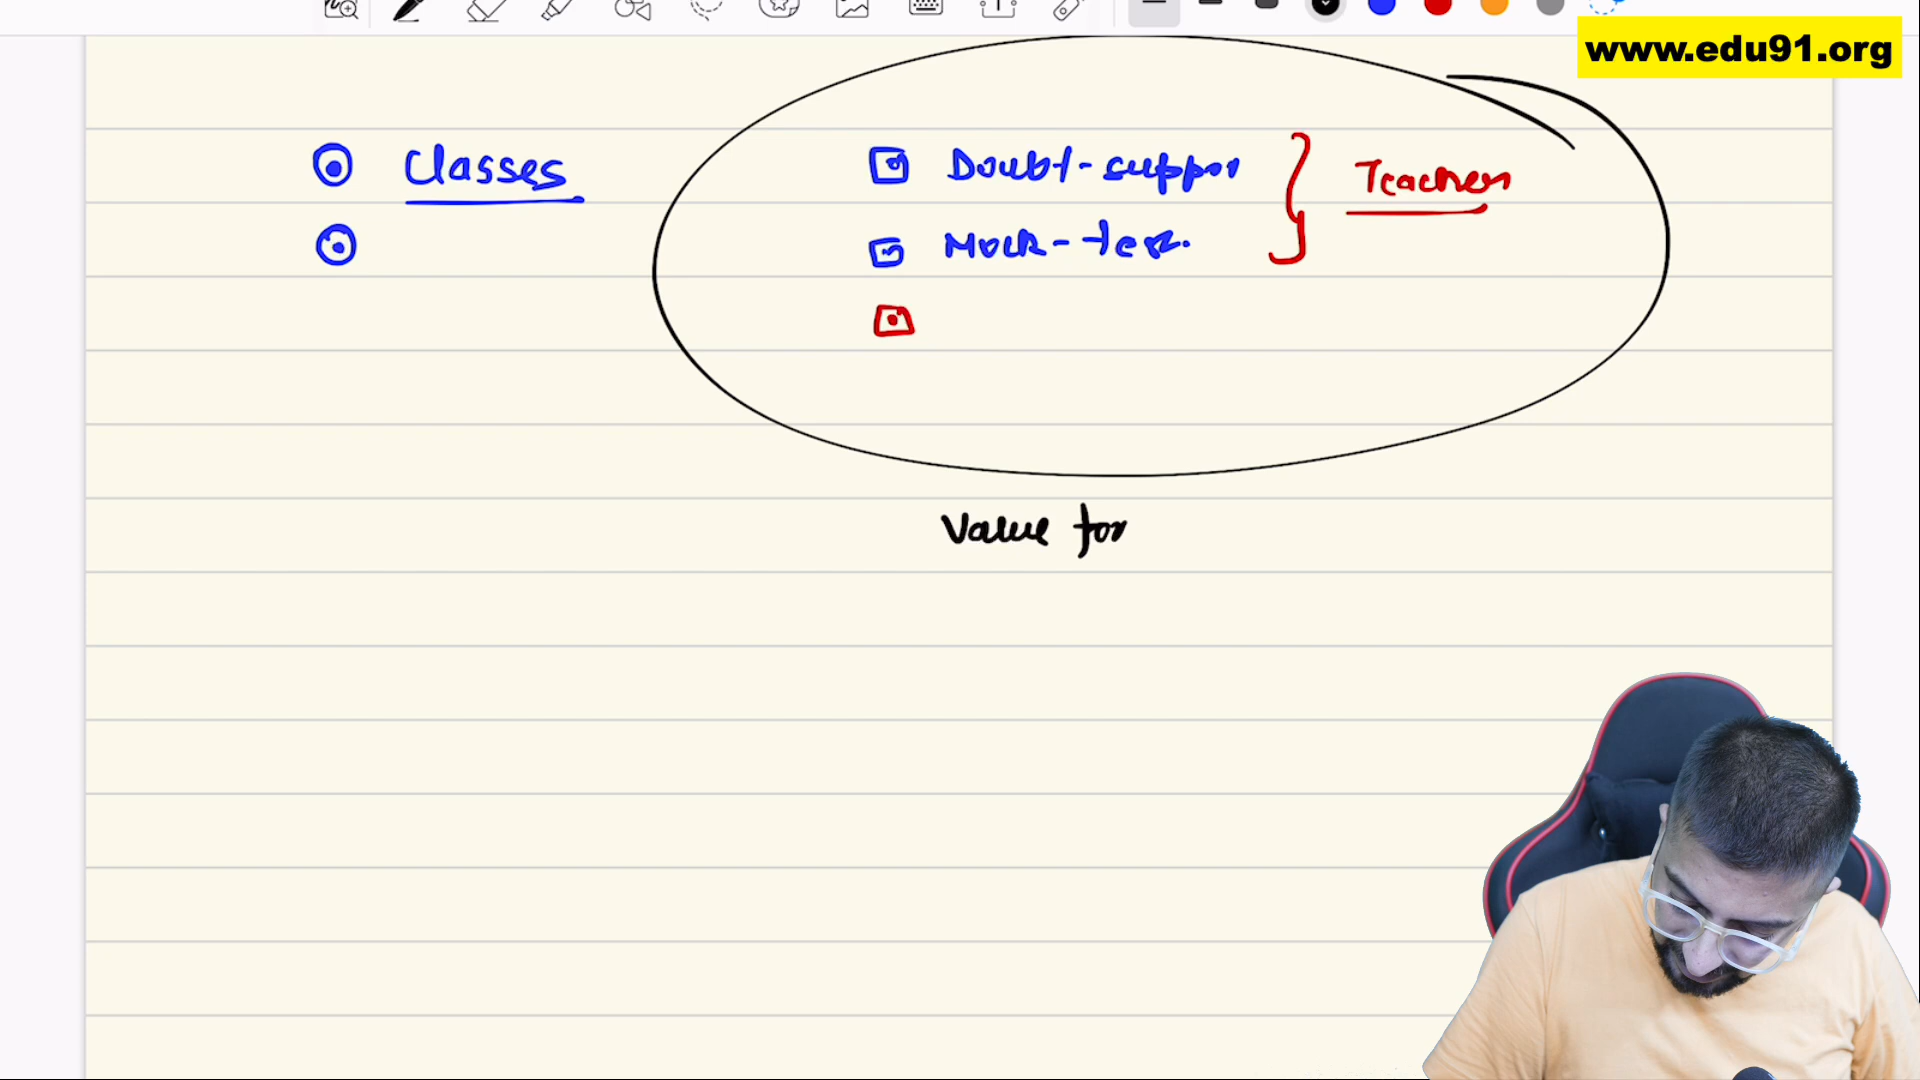 www.edu91.org
Classes
Doubt-suppor
Mock-test.
Teachers
Value for